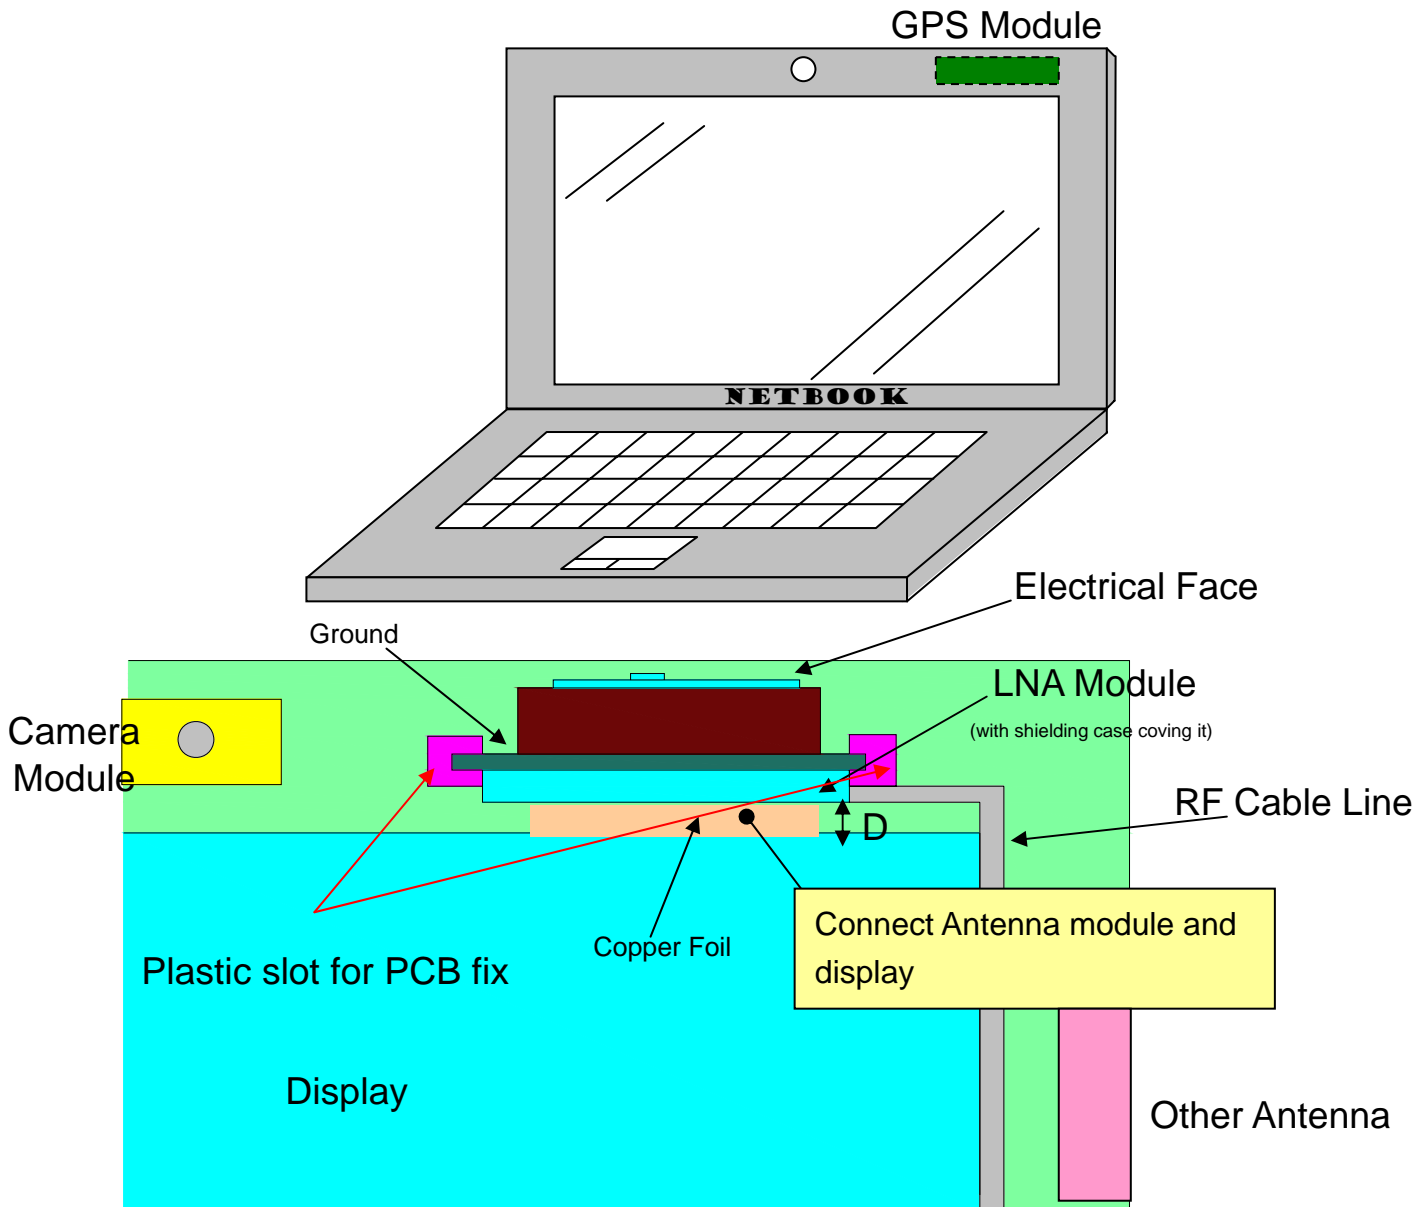 GPS Module
NETBOOK
Electrical Face
Ground
LNA Module
(with shielding case coving it)
Camera
Module
RF Cable Line
D
Connect Antenna module and
display
Copper Foil
Plastic slot for PCB fix
Display
Other Antenna